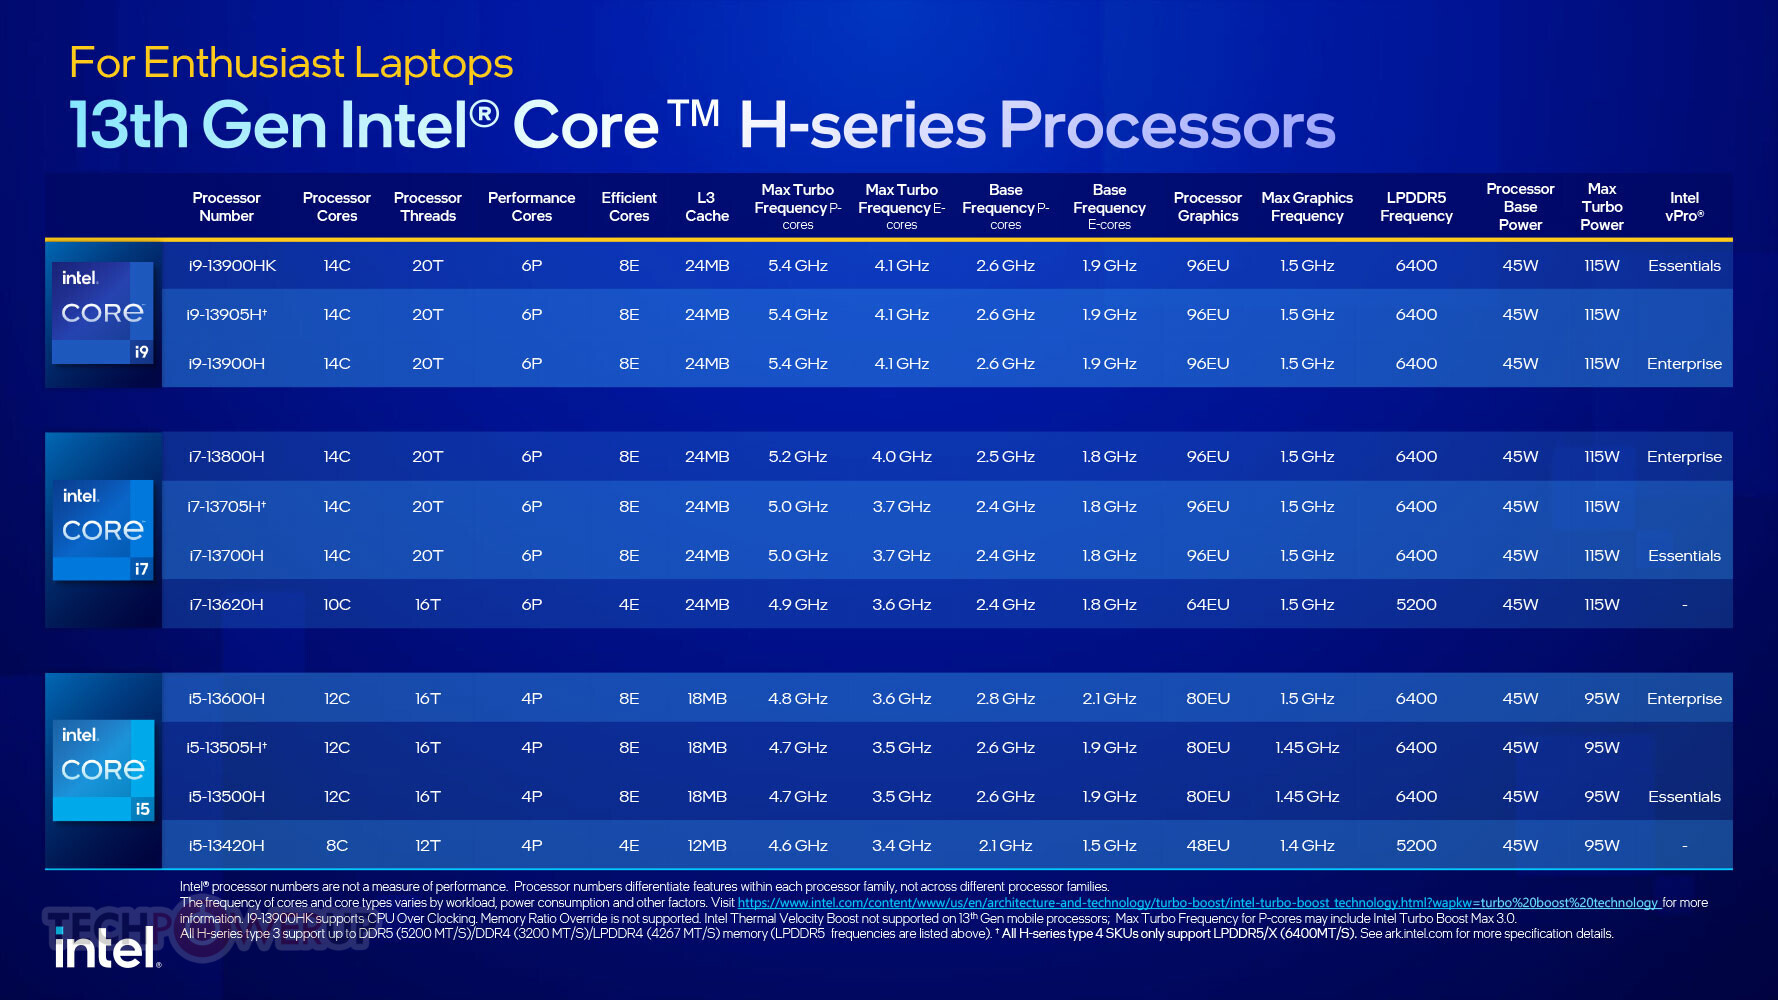 For Enthusiast Laptops
13th Gen Intel® Core™ H-series Processors
Processor Number Processor Cores Processor Threads Performance Cores Efficient Cores L3 Cache Max Turbo Frequency P-cores Max Turbo Frequency E-cores Base Frequency P-cores Base Frequency E-cores Processor Graphics Max Graphics Frequency LPDDR5 Frequency Processor Base Power Max Turbo Power Intel vPro®
intel. CORE i9
i9-13900HK 14C 20T 6P 8E 24MB 5.4 GHz 4.1 GHz 2.6 GHz 1.9 GHz 96EU 1.5 GHz 6400 45W 115W Essentials
i9-13905H† 14C 20T 6P 8E 24MB 5.4 GHz 4.1 GHz 2.6 GHz 1.9 GHz 96EU 1.5 GHz 6400 45W 115W
i9-13900H 14C 20T 6P 8E 24MB 5.4 GHz 4.1 GHz 2.6 GHz 1.9 GHz 96EU 1.5 GHz 6400 45W 115W Enterprise
intel. CORE i7
i7-13800H 14C 20T 6P 8E 24MB 5.2 GHz 4.0 GHz 2.5 GHz 1.8 GHz 96EU 1.5 GHz 6400 45W 115W Enterprise
i7-13705H† 14C 20T 6P 8E 24MB 5.0 GHz 3.7 GHz 2.4 GHz 1.8 GHz 96EU 1.5 GHz 6400 45W 115W
i7-13700H 14C 20T 6P 8E 24MB 5.0 GHz 3.7 GHz 2.4 GHz 1.8 GHz 96EU 1.5 GHz 6400 45W 115W Essentials
i7-13620H 10C 16T 6P 4E 24MB 4.9 GHz 3.6 GHz 2.4 GHz 1.8 GHz 64EU 1.5 GHz 5200 45W 115W -
intel. CORE i5
i5-13600H 12C 16T 4P 8E 18MB 4.8 GHz 3.6 GHz 2.8 GHz 2.1 GHz 80EU 1.5 GHz 6400 45W 95W Enterprise
i5-13505H† 12C 16T 4P 8E 18MB 4.7 GHz 3.5 GHz 2.6 GHz 1.9 GHz 80EU 1.45 GHz 6400 45W 95W
i5-13500H 12C 16T 4P 8E 18MB 4.7 GHz 3.5 GHz 2.6 GHz 1.9 GHz 80EU 1.45 GHz 6400 45W 95W Essentials
i5-13420H 8C 12T 4P 4E 12MB 4.6 GHz 3.4 GHz 2.1 GHz 1.5 GHz 48EU 1.4 GHz 5200 45W 95W -
Intel® processor numbers are not a measure of performance. Processor numbers differentiate features within each processor family, not across different processor families.
The frequency of cores and core types varies by workload, power consumption and other factors. Visit https://www.intel.com/content/www/us/en/architecture-and-technology/turbo-boost/intel-turbo-boost technology.html?wapkw=turbo%20boost%20technology for more
information. I9-13900HK supports CPU Over Clocking. Memory Ratio Override is not supported. Intel Thermal Velocity Boost not supported on 13th Gen mobile processors; Max Turbo Frequency for P-cores may include Intel Turbo Boost Max 3.0.
All H-series type 3 support up to DDR5 (5200 MT/S)/DDR4 (3200 MT/S)/LPDDR4 (4267 MT/S) memory (LPDDR5 frequencies are listed above). † All H-series type 4 SKUs only support LPDDR5/X (6400MT/S). See ark.intel.com for more specification details.
TECHPOWERUP
intel.